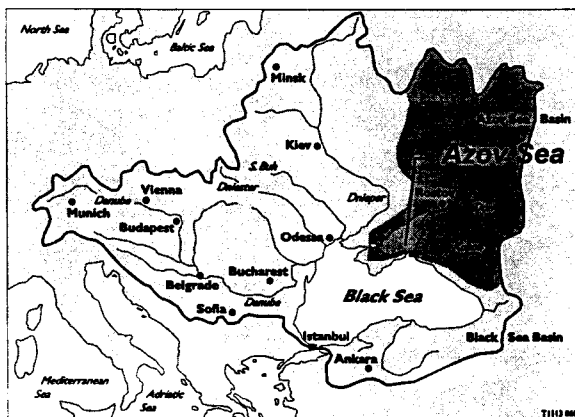 North Sea
Baltic Sea
Minsk
Basin
Azov Sea
Kiev
S. Buh
Dniester
Dnieper
Vienna
Danube
Munich
Budapest
Odessa
Bucharest
Belgrade
Black Sea
Danube
Sofia
Istanbul
Black Sea Basin
Ankara
Mediterranean
Sea
Adriatic
Sea